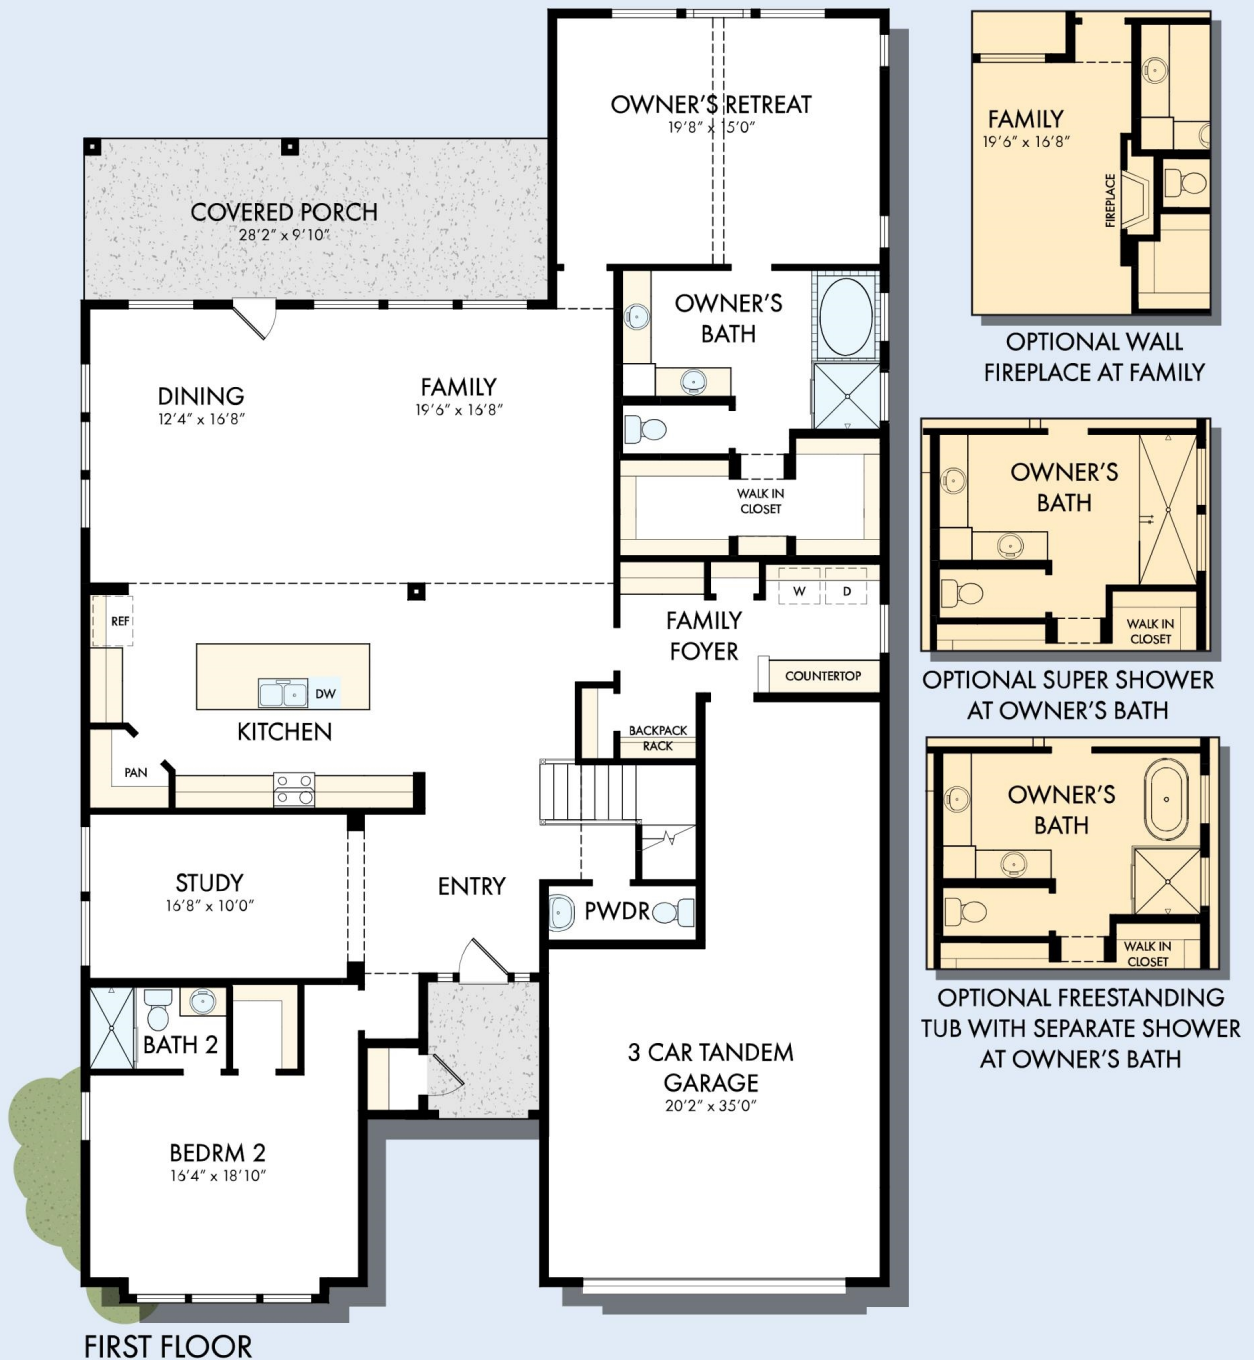 OWNER'S RETREAT
19'8" x 15'0"
COVERED PORCH
28'2" x 9'10"
OWNER'S
BATH
DINING
12'4" x 16'8"
FAMILY
19'6" x 16'8"
WALK IN
CLOSET
REF
W
D
FAMILY
FOYER
COUNTERTOP
DW
KITCHEN
BACKPACK
RACK
PAN
STUDY
16'8" x 10'0"
ENTRY
PWDR
BATH 2
3 CAR TANDEM
GARAGE
20'2" x 35'0"
BEDRM 2
16'4" x 18'10"
FIRST FLOOR
FAMILY
19'6" x 16'8"
FIREPLACE
OPTIONAL WALL
FIREPLACE AT FAMILY
OWNER'S
BATH
WALK IN
CLOSET
OPTIONAL SUPER SHOWER
AT OWNER'S BATH
OWNER'S
BATH
WALK IN
CLOSET
OPTIONAL FREESTANDING
TUB WITH SEPARATE SHOWER
AT OWNER'S BATH